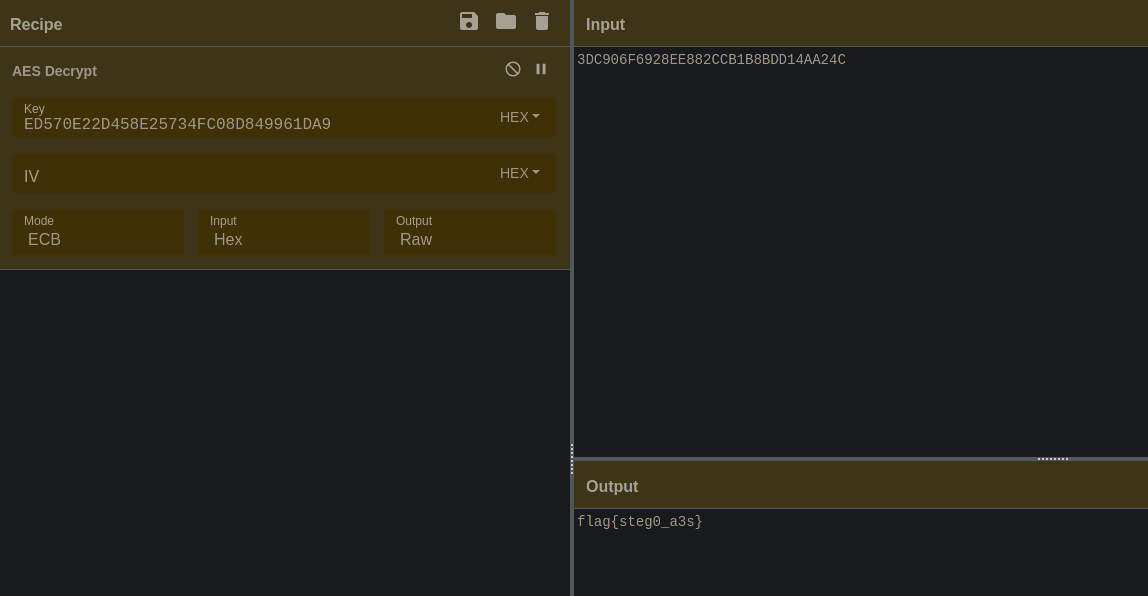 Recipe
AES Decrypt
Key
ED570E22D458E25734FC08D849961DA9
HEX
IV
HEX
Mode
ECB
Input
Hex
Output
Raw
Input
3DC906F6928EE882CCB1B8BDD14AA24C
Output
flag{steg0_a3s}